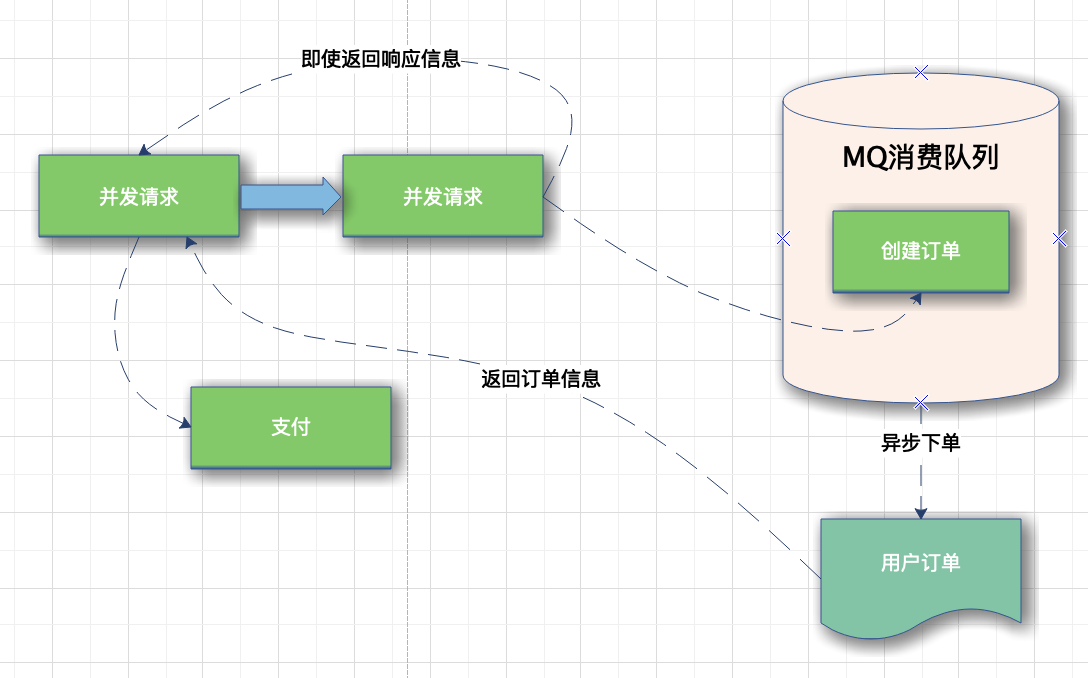 即使返回响应信息
MQ消费队列
并发请求
并发请求
创建订单
返回订单信息
支付
异步下单
用户订单